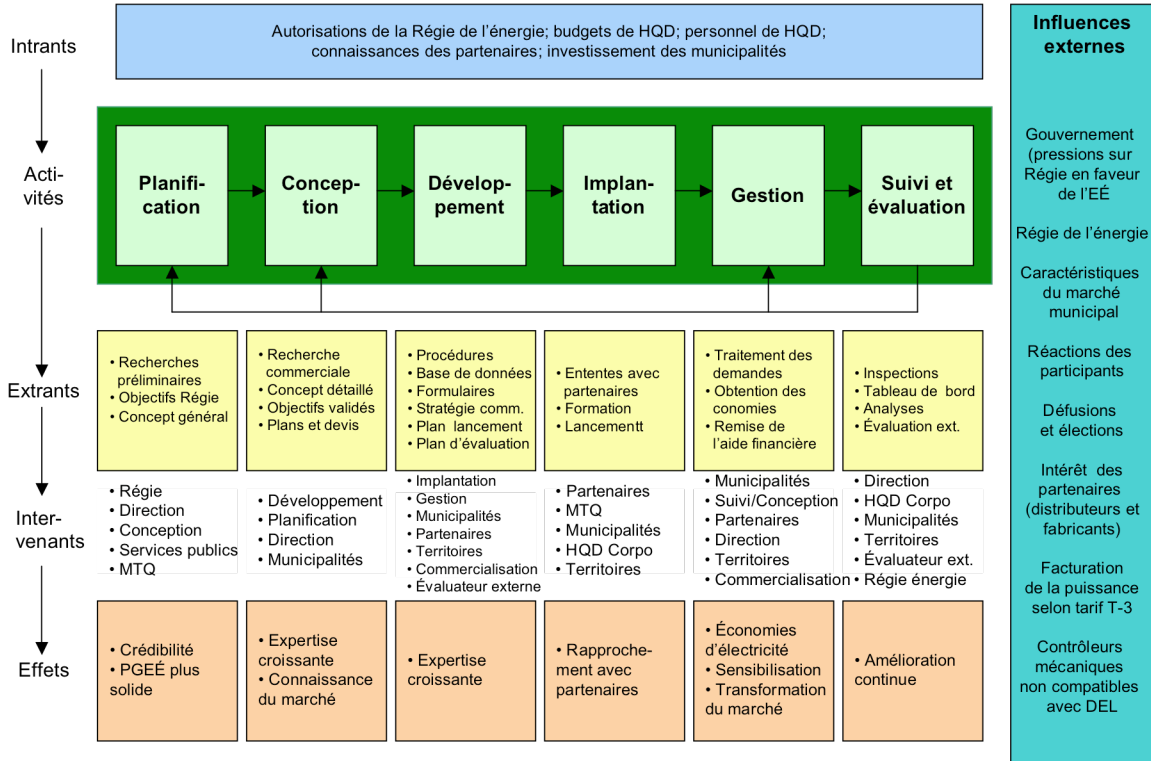 Intrants
Autorisations de la Régie de l'énergie; budgets de HQD; personnel de HQD;
connaissances des partenaires; investissement des municipalités
Acti-
vités
Planifi-
cation
Concep-
tion
Dévelop-
pement
Implan-
tation
Gestion
Suivi et
évaluation
Extrants
• Recherches
préliminaires
• Objectifs Régie
• Concept général
• Recherche
commerciale
• Concept détaillé
• Objectifs validés
• Plans et devis
• Procédures
• Base de données
• Formulaires
• Stratégie comm.
• Plan lancement
• Plan d'évaluation
• Ententes avec
partenaires
• Formation
• Lancementt
• Traitement des
demandes
• Obtention des
conomies
• Remise de
l'aide financière
• Inspections
• Tableau de bord
• Analyses
• Évaluation ext.
Inter-
venants
• Régie
• Direction
• Conception
• Services publics
• MTQ
• Développement
• Planification
• Direction
• Municipalités
• Implantation
• Gestion
• Municipalités
• Partenaires
• Territoires
• Commercialisation
• Évaluateur externe
• Partenaires
• MTQ
• Municipalités
• HQD Corpo
• Territoires
• Municipalités
• Suivi/Conception
• Partenaires
• Direction
• Territoires
• Commercialisation
• Direction
• HQD Corpo
• Municipalités
• Territoires
• Évaluateur ext.
• Régie énergie
Effets
• Crédibilité
• PGEÉ plus
solide
• Expertise
croissante
• Connaissance
du marché
• Expertise
croissante
• Rapproche-
ment avec
partenaires
• Économies
d'électricité
• Sensibilisation
• Transformation
du marché
• Amélioration
continue
Influences
externes
Gouvernement
(pressions sur
Régie en faveur
de l'EÉ
Régie de l'énergie
Caractéristiques
du marché
municipal
Réactions des
participants
Défusions
et élections
Intérêt des
partenaires
(distributeurs et
fabricants)
Facturation
de la puissance
selon tarif T-3
Contrôleurs
mécaniques
non compatibles
avec DEL